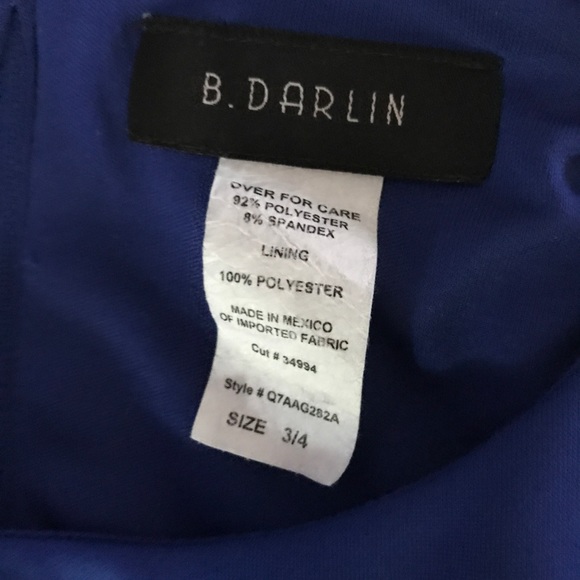 B.DARLIN
OVER FOR CARE
92% POLYESTER
8% SPANDEX
LINING
100% POLYESTER
MADE IN MEXICO
OF IMPORTED FABRIC
Cut # 34994
Style # Q7AAG282A
SIZE 3/4